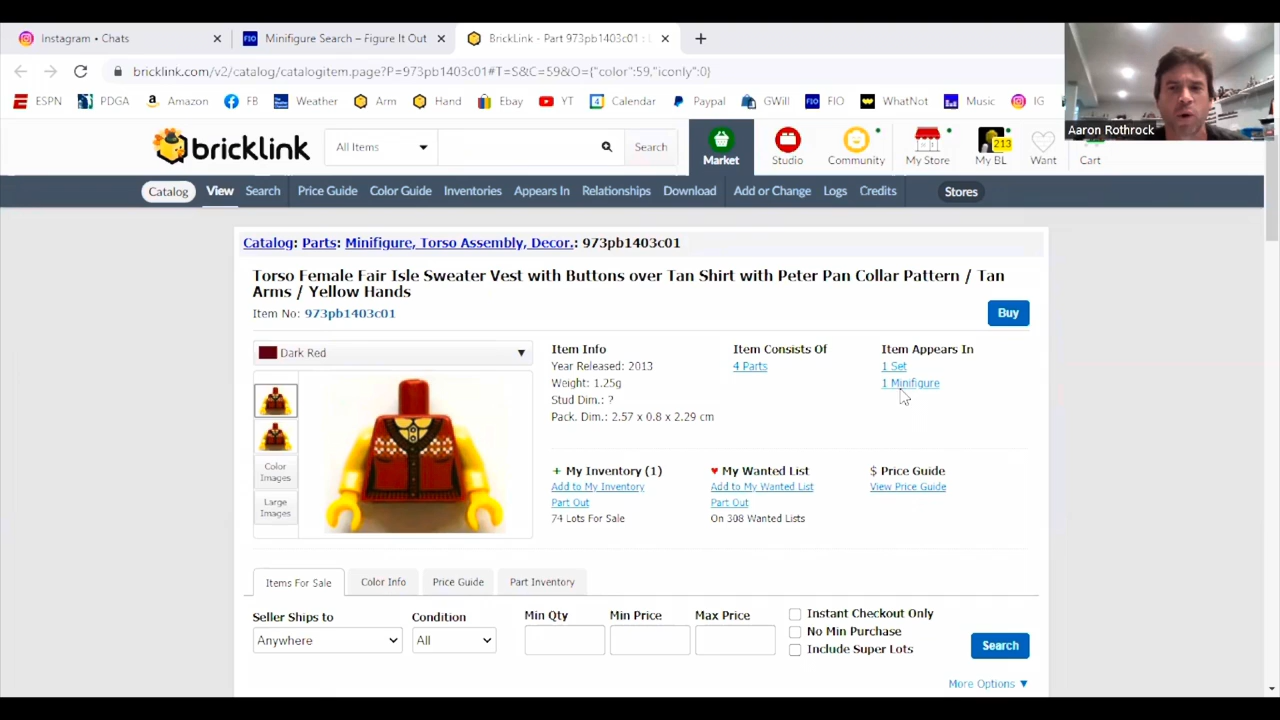 Instagram • Chats
Minifigure Search – Figure It Out
BrickLink - Part 973pb1403c01 :
bricklink.com/v2/catalog/catalogitem.page?P=973pb1403c01#T=S&C=59&O={"color":59,"iconly":0}
ESPN PDGA Amazon FB Weather Arm Hand Ebay YT Calendar Paypal GWill FIO WhatNot Music IG
Aaron Rothrock
bricklink All Items Search Market Studio Community My Store My BL 213 Want Cart
Catalog View Search Price Guide Color Guide Inventories Appears In Relationships Download Add or Change Logs Credits Stores
Catalog: Parts: Minifigure, Torso Assembly, Decor.: 973pb1403c01
Torso Female Fair Isle Sweater Vest with Buttons over Tan Shirt with Peter Pan Collar Pattern / Tan
Arms / Yellow Hands
Item No: 973pb1403c01
Buy
Dark Red
Color
Images
Large
Images
Item Info
Year Released: 2013
Weight: 1.25g
Stud Dim.: ?
Pack. Dim.: 2.57 x 0.8 x 2.29 cm
Item Consists Of
4 Parts
Item Appears In
1 Set
1 Minifigure
+ My Inventory (1)
Add to My Inventory
Part Out
74 Lots For Sale
♥ My Wanted List
Add to My Wanted List
Part Out
On 308 Wanted Lists
$ Price Guide
View Price Guide
Items For Sale Color Info Price Guide Part Inventory
Seller Ships to
Anywhere
Condition
All
Min Qty
Min Price
Max Price
Instant Checkout Only
No Min Purchase
Include Super Lots
Search
More Options ▼